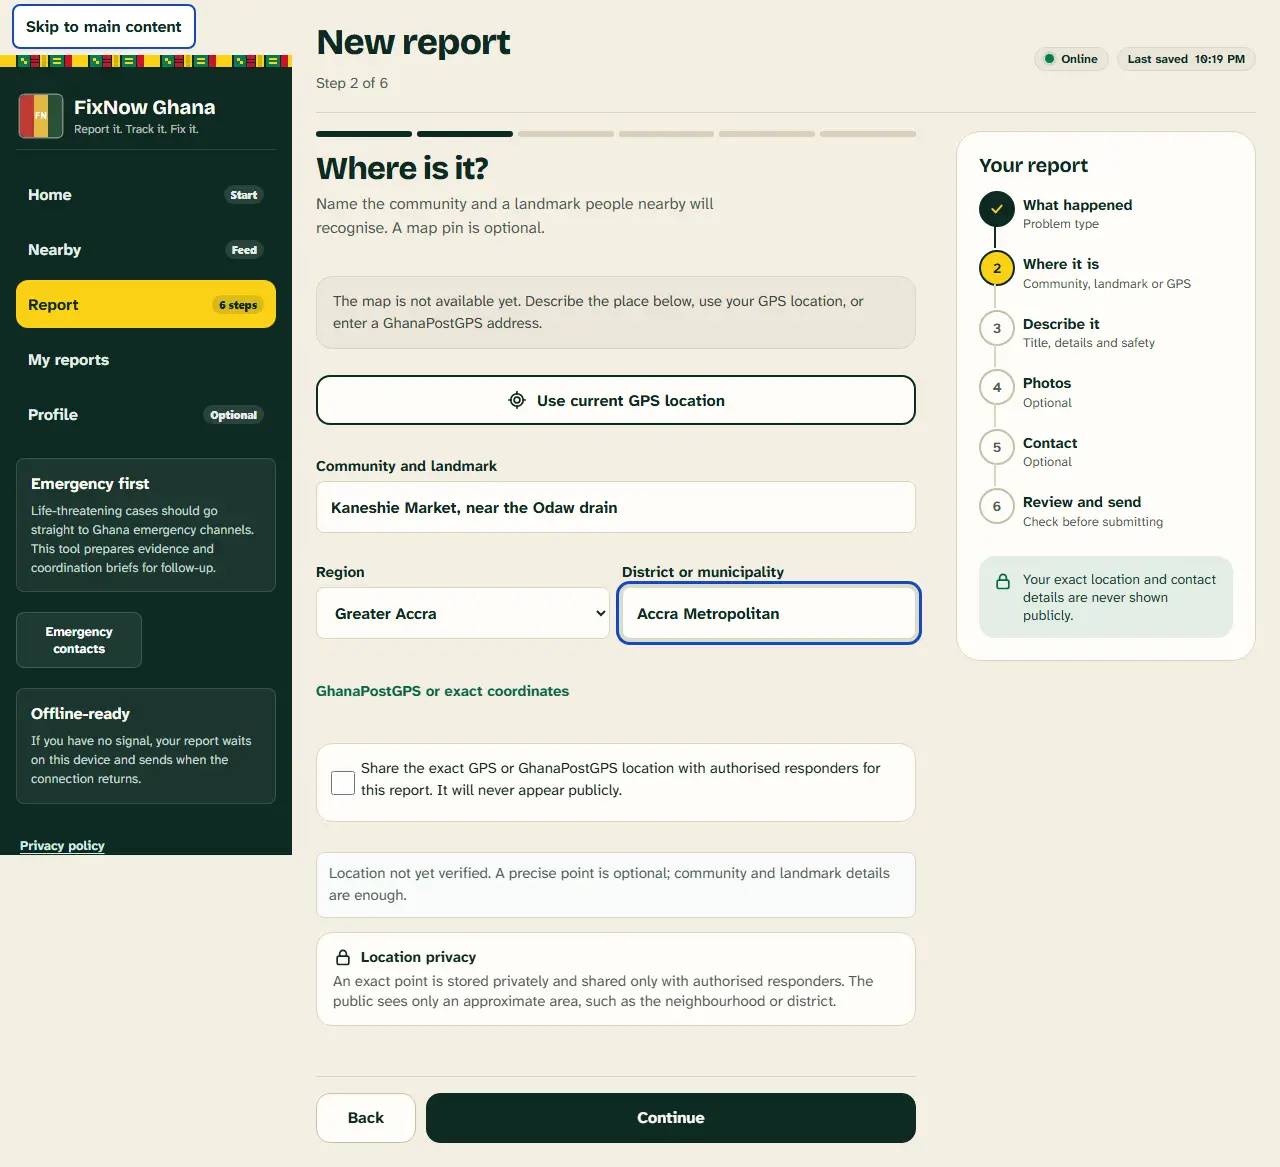 Skip to main content
FN
FixNow Ghana
Report it. Track it. Fix it.
Home
Start
Nearby
Feed
Report
6 steps
My reports
Profile
Optional
Emergency first
Life-threatening cases should go
straight to Ghana emergency channels.
This tool prepares evidence and
coordination briefs for follow-up.
Emergency
contacts
Offline-ready
If you have no signal, your report waits
on this device and sends when the
connection returns.
Privacy policy
New report
Step 2 of 6
Online
Last saved 10:19 PM
Where is it?
Name the community and a landmark people nearby will
recognise. A map pin is optional.
The map is not available yet. Describe the place below, use your GPS location, or
enter a GhanaPostGPS address.
Use current GPS location
Community and landmark
Kaneshie Market, near the Odaw drain
Region
Greater Accra
District or municipality
Accra Metropolitan
GhanaPostGPS or exact coordinates
Share the exact GPS or GhanaPostGPS location with authorised responders for
this report. It will never appear publicly.
Location not yet verified. A precise point is optional; community and landmark details
are enough.
Location privacy
An exact point is stored privately and shared only with authorised responders. The
public sees only an approximate area, such as the neighbourhood or district.
Back
Continue
Your report
What happened
Problem type
2
Where it is
Community, landmark or GPS
3
Describe it
Title, details and safety
4
Photos
Optional
5
Contact
Optional
6
Review and send
Check before submitting
Your exact location and contact
details are never shown
publicly.